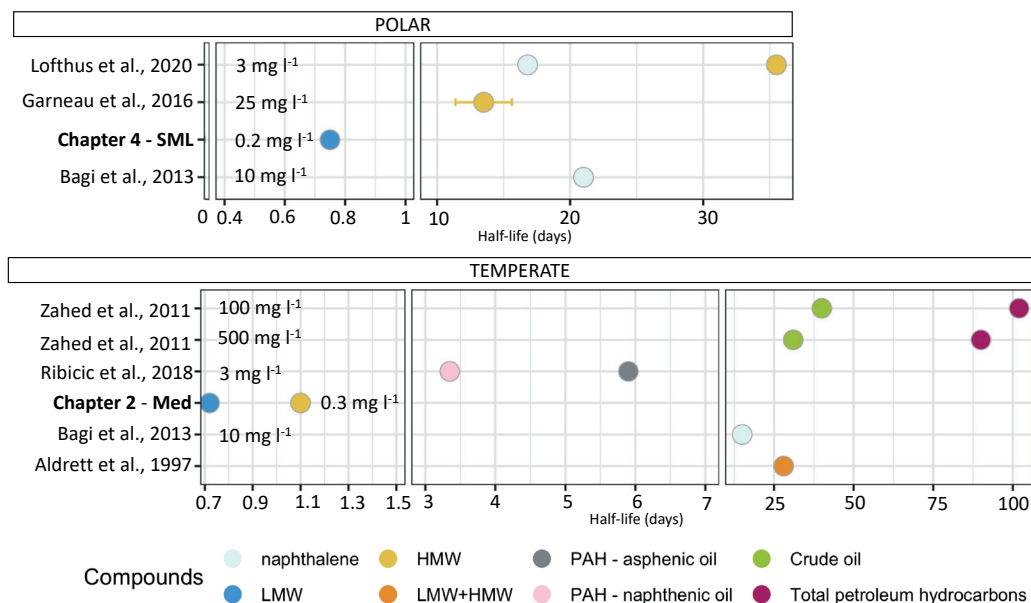 POLAR
Lofthus et al., 2020 3 mg l⁻¹
Garneau et al., 2016 25 mg l⁻¹
Chapter 4 - SML 0.2 mg l⁻¹
Bagi et al., 2013 10 mg l⁻¹
0 0.4 0.6 0.8 1 10 20 30
Half-life (days)
TEMPERATE
Zahed et al., 2011 100 mg l⁻¹
Zahed et al., 2011 500 mg l⁻¹
Ribicic et al., 2018 3 mg l⁻¹
Chapter 2 - Med 0.3 mg l⁻¹
Bagi et al., 2013 10 mg l⁻¹
Aldrett et al., 1997
0.7 0.9 1.1 1.3 1.5 3 4 5 6 7 25 50 75 100
Half-life (days)
Compounds
naphthalene HMW PAH - asphenic oil Crude oil
LMW LMW+HMW PAH - naphthenic oil Total petroleum hydrocarbons